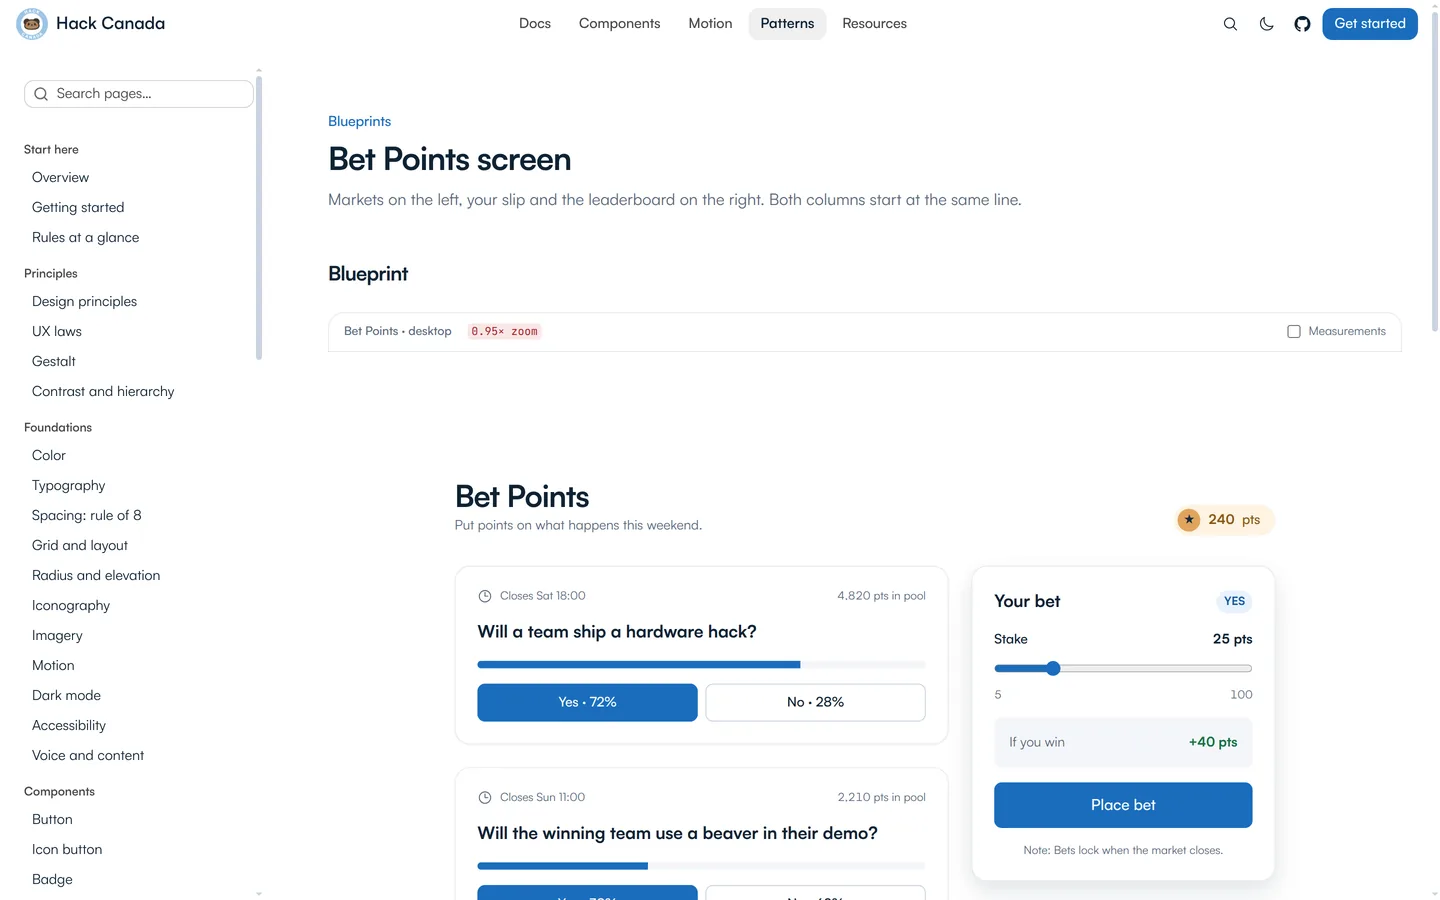 Hack Canada
Docs
Components
Motion
Patterns
Resources
Get started
Search pages...
Start here
Overview
Getting started
Rules at a glance
Principles
Design principles
UX laws
Gestalt
Contrast and hierarchy
Foundations
Color
Typography
Spacing: rule of 8
Grid and layout
Radius and elevation
Iconography
Imagery
Motion
Dark mode
Accessibility
Voice and content
Components
Button
Icon button
Badge
Blueprints
Bet Points screen
Markets on the left, your slip and the leaderboard on the right. Both columns start at the same line.
Blueprint
Bet Points · desktop 0.95× zoom
Measurements
Bet Points
Put points on what happens this weekend.
240 pts
Closes Sat 18:00
4,820 pts in pool
Will a team ship a hardware hack?
Yes · 72%
No · 28%
Closes Sun 11:00
2,210 pts in pool
Will the winning team use a beaver in their demo?
Your bet
YES
Stake
25 pts
5
100
If you win
+40 pts
Place bet
Note: Bets lock when the market closes.